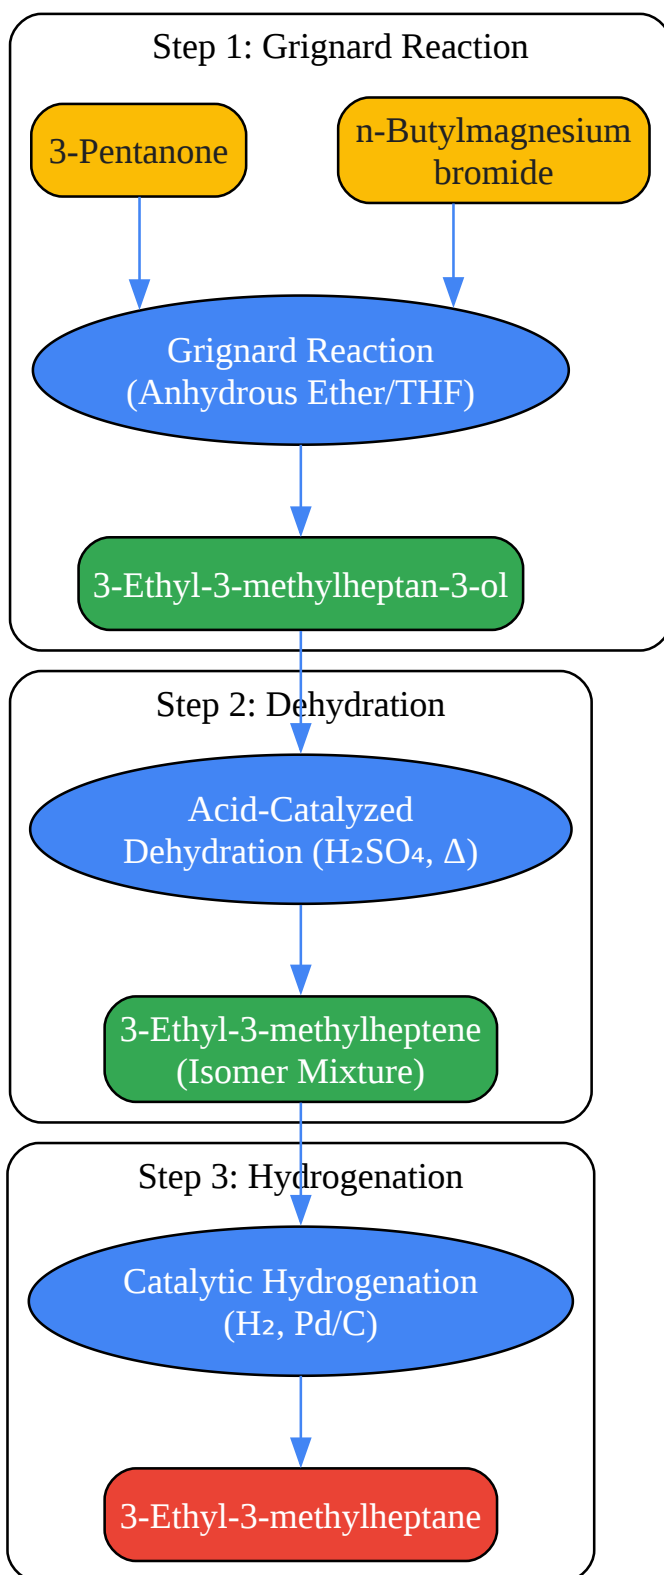 Step 1: Grignard Reaction
3-Pentanone
n-Butylmagnesium
bromide
Grignard Reaction
(Anhydrous Ether/THF)
3-Ethyl-3-methylheptan-3-ol
Step 2: Dehydration
Acid-Catalyzed
Dehydration (H₂SO₄, Δ)
3-Ethyl-3-methylheptene
(Isomer Mixture)
Step 3: Hydrogenation
Catalytic Hydrogenation
(H₂, Pd/C)
3-Ethyl-3-methylheptane